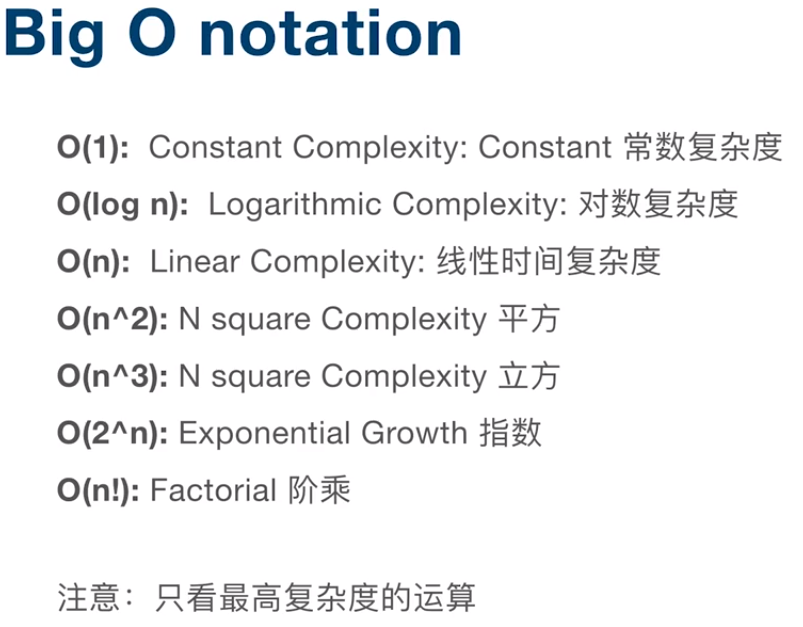 Big O notation
O(1): Constant Complexity: Constant 常数复杂度
O(log n): Logarithmic Complexity: 对数复杂度
O(n): Linear Complexity: 线性时间复杂度
O(n^2): N square Complexity 平方
O(n^3): N square Complexity 立方
O(2^n): Exponential Growth 指数
O(n!): Factorial 阶乘
注意：只看最高复杂度的运算